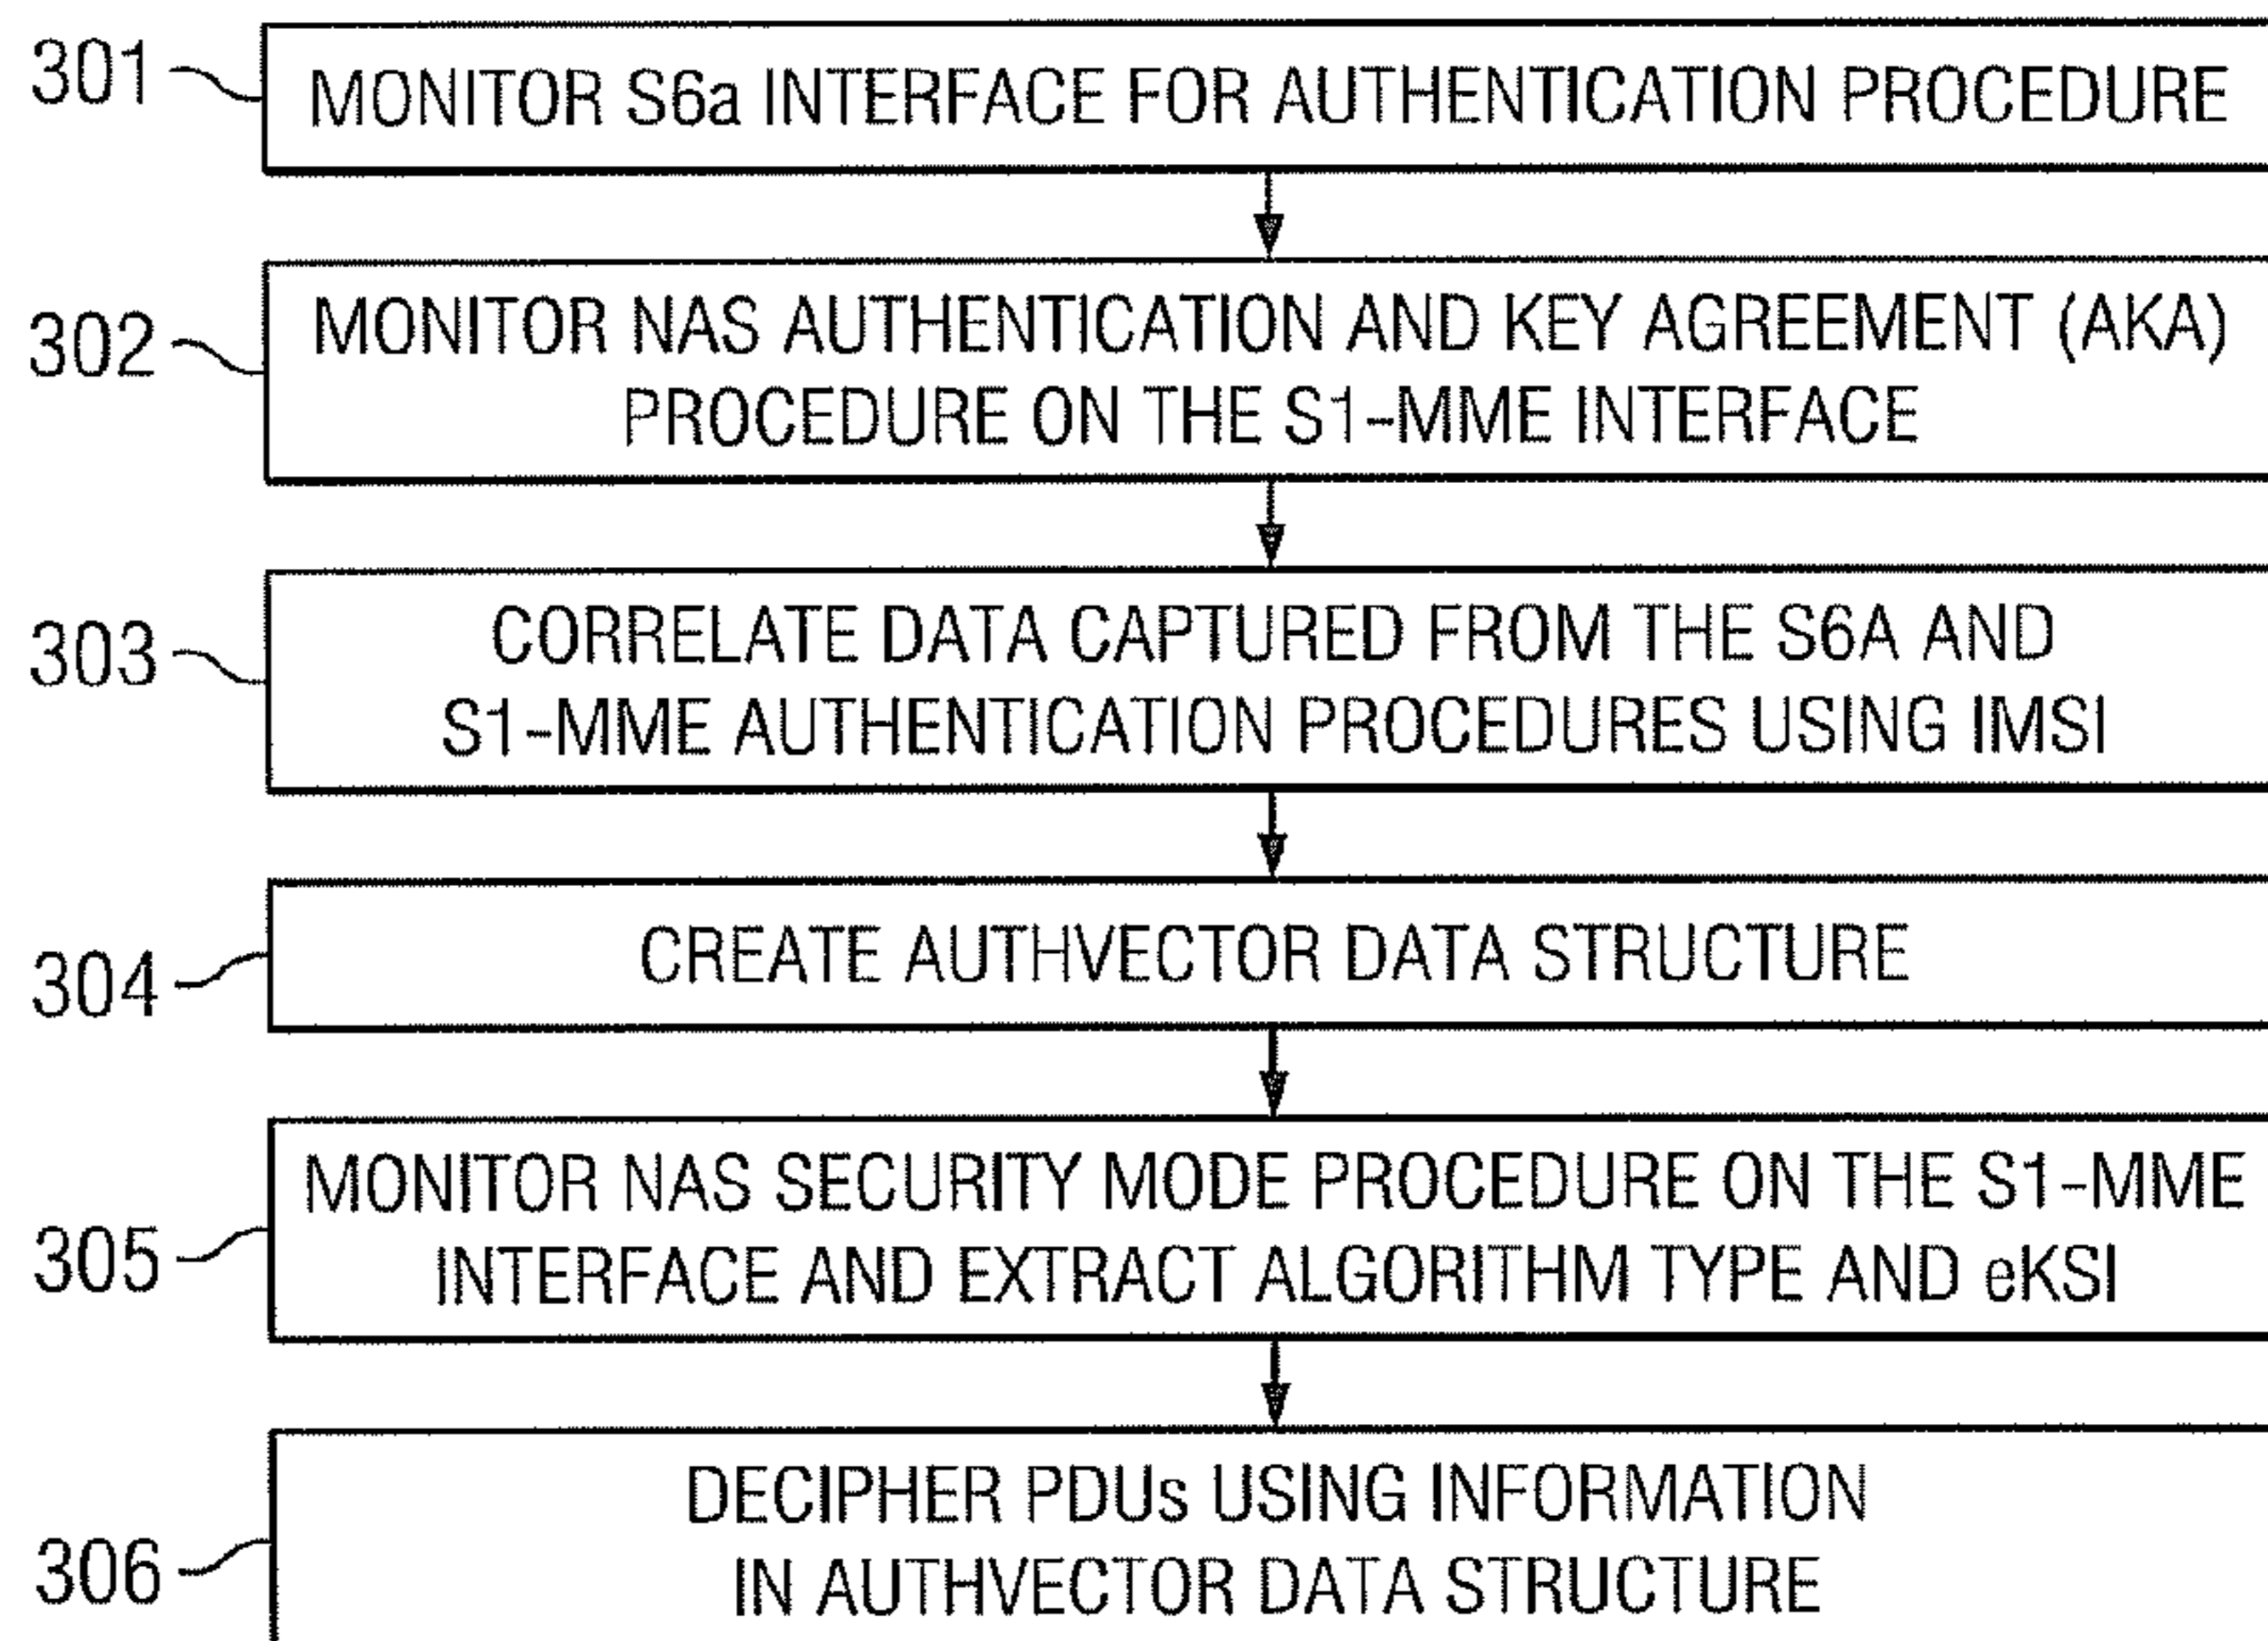 301
MONITOR S6a INTERFACE FOR AUTHENTICATION PROCEDURE
302
MONITOR NAS AUTHENTICATION AND KEY AGREEMENT (AKA)
PROCEDURE ON THE S1-MME INTERFACE
303
CORRELATE DATA CAPTURED FROM THE S6A AND
S1-MME AUTHENTICATION PROCEDURES USING IMSI
304
CREATE AUTHVECTOR DATA STRUCTURE
305
MONITOR NAS SECURITY MODE PROCEDURE ON THE S1-MME
INTERFACE AND EXTRACT ALGORITHM TYPE AND eKSI
306
DECIPHER PDUs USING INFORMATION
IN AUTHVECTOR DATA STRUCTURE